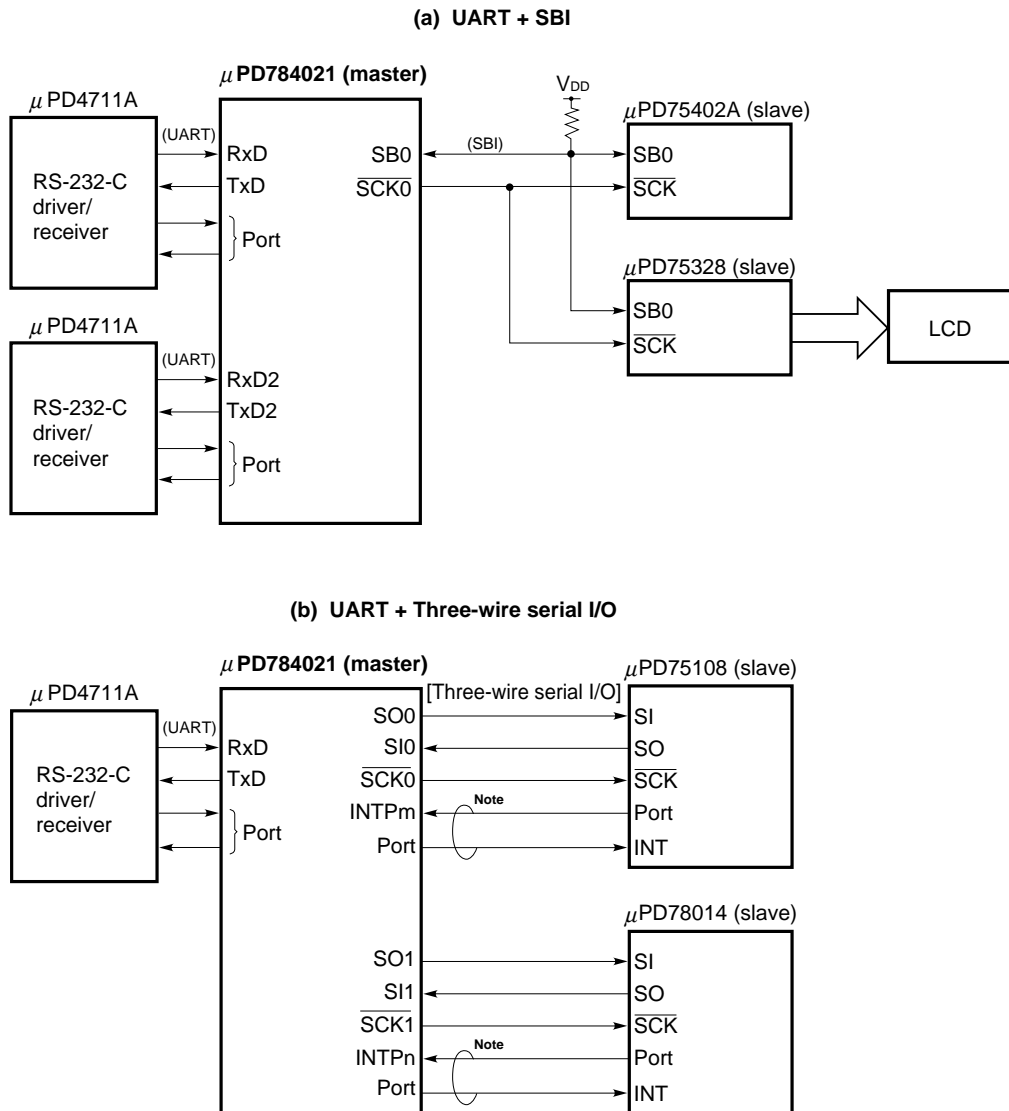 (a) UART + SBI
μPD784021 (master)
μPD4711A
RS-232-C
driver/
receiver
(UART)
RxD
TxD
Port
μPD4711A
RS-232-C
driver/
receiver
(UART)
RxD2
TxD2
Port
SB0
SCK0
(SBI)
VDD
μPD75402A (slave)
SB0
SCK
μPD75328 (slave)
SB0
SCK
LCD
(b) UART + Three-wire serial I/O
μPD784021 (master)
μPD4711A
RS-232-C
driver/
receiver
(UART)
RxD
TxD
Port
[Three-wire serial I/O]
SO0
SI0
SCK0
INTPm
Port
Note
μPD75108 (slave)
SI
SO
SCK
Port
INT
SO1
SI1
SCK1
INTPn
Port
Note
μPD78014 (slave)
SI
SO
SCK
Port
INT